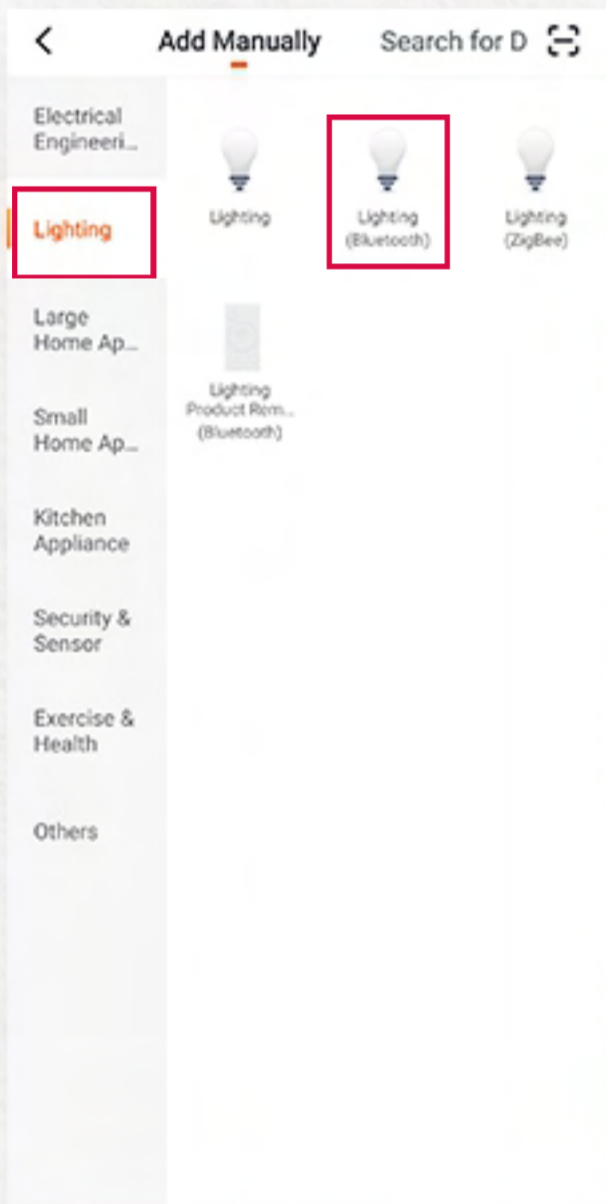 Add Manually
Search for D
Electrical
Engineeri...
Lighting
Large
Home Ap...
Small
Home Ap...
Kitchen
Appliance
Security &
Sensor
Exercise &
Health
Others
Lighting
Lighting
(Bluetooth)
Lighting
(ZigBee)
Lighting
Product Rem...
(Bluetooth)